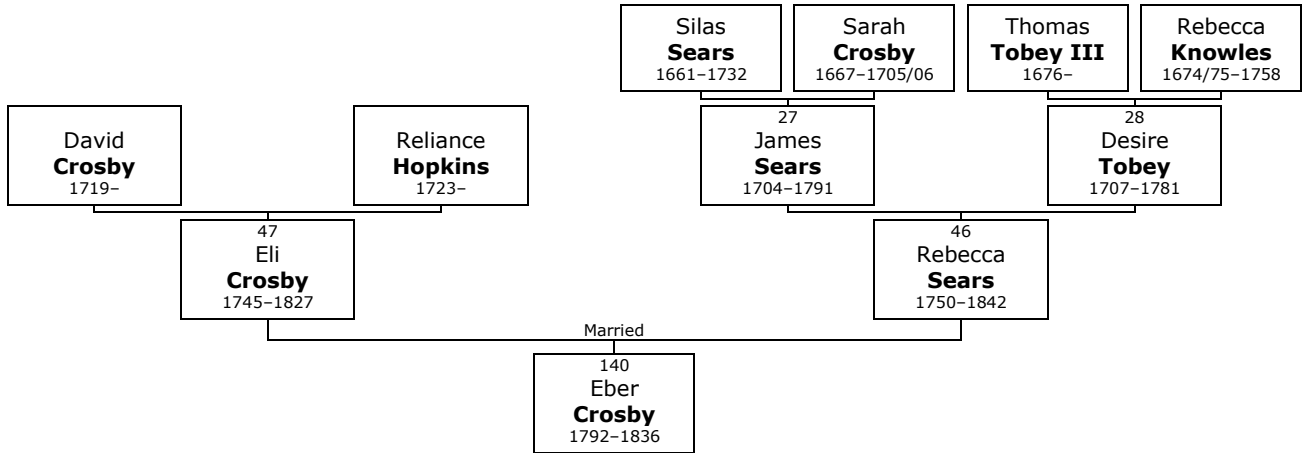 Silas
Sears
1661–1732
Sarah
Crosby
1667–1705/06
Thomas
Tobey III
1676–
Rebecca
Knowles
1674/75–1758
David
Crosby
1719–
Reliance
Hopkins
1723–
27
James
Sears
1704–1791
28
Desire
Tobey
1707–1781
47
Eli
Crosby
1745–1827
46
Rebecca
Sears
1750–1842
Married
140
Eber
Crosby
1792–1836